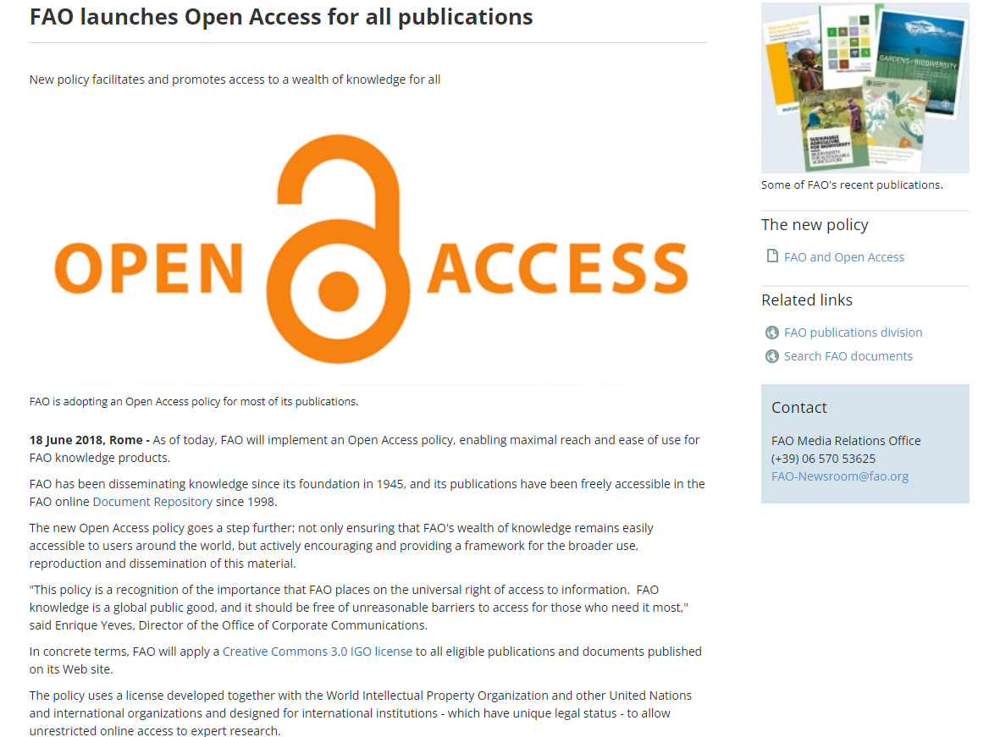 FAO launches Open Access for all publications
New policy facilitates and promotes access to a wealth of knowledge for all
OPEN ACCESS
FAO is adopting an Open Access policy for most of its publications.
18 June 2018, Rome - As of today, FAO will implement an Open Access policy, enabling maximal reach and ease of use for
FAO knowledge products.
FAO has been disseminating knowledge since its foundation in 1945, and its publications have been freely accessible in the
FAO online Document Repository since 1998.
The new Open Access policy goes a step further; not only ensuring that FAO's wealth of knowledge remains easily
accessible to users around the world, but actively encouraging and providing a framework for the broader use,
reproduction and dissemination of this material.
"This policy is a recognition of the importance that FAO places on the universal right of access to information.  FAO
knowledge is a global public good, and it should be free of unreasonable barriers to access for those who need it most,"
said Enrique Yeves, Director of the Office of Corporate Communications.
In concrete terms, FAO will apply a Creative Commons 3.0 IGO license to all eligible publications and documents published
on its Web site.
The policy uses a license developed together with the World Intellectual Property Organization and other United Nations
and international organizations and designed for international institutions - which have unique legal status - to allow
unrestricted online access to expert research.
GARDENS of BIODIVERSITY
SUSTAINABLE
AGRICULTURE
FOR BIODIVERSITY
BIODIVERSITY
FOR SUSTAINABLE
AGRICULTURE
Some of FAO's recent publications.
The new policy
FAO and Open Access
Related links
FAO publications division
Search FAO documents
Contact
FAO Media Relations Office
(+39) 06 570 53625
FAO-Newsroom@fao.org